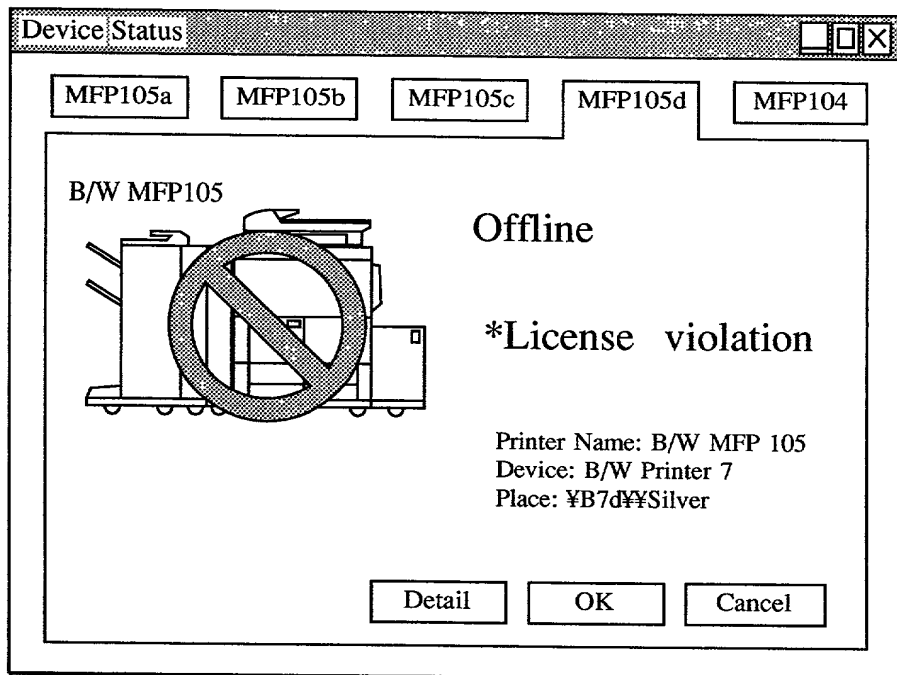 Device Status
MFP105a MFP105b MFP105c MFP105d MFP104
B/W MFP105
Offline
*License violation
Printer Name: B/W MFP 105
Device: B/W Printer 7
Place: ¥B7d¥¥Silver
Detail OK Cancel